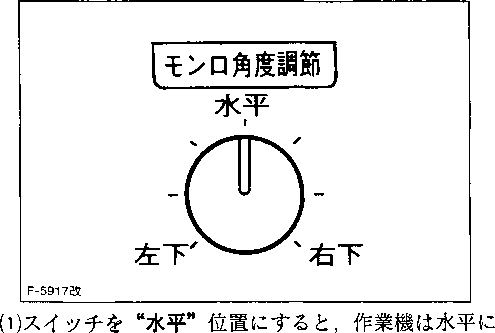 モンロ角度調節
水平
左下 右下
F-5917改
(1)スイッチを“水平”位置にすると，作業機は水平に